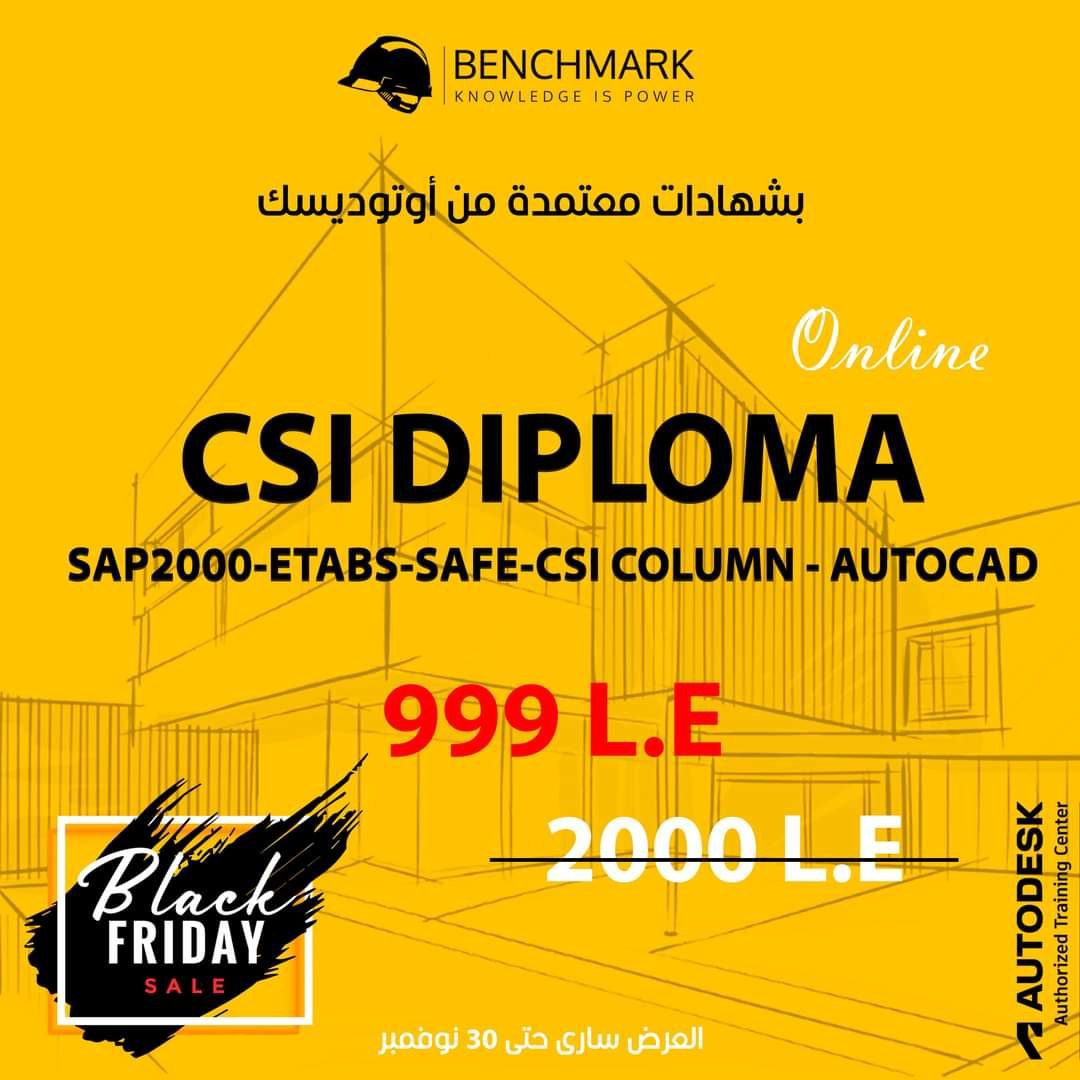 BENCHMARK
KNOWLEDGE IS POWER
بشهادات معتمدة من أوتوديسك
Online
CSI DIPLOMA
SAP2000-ETABS-SAFE-CSI COLUMN - AUTOCAD
999 L.E
2000 L.E
Black
FRIDAY
SALE
AUTODESK
Authorized Training Center
العرض سارى حتى 30 نوفمبر